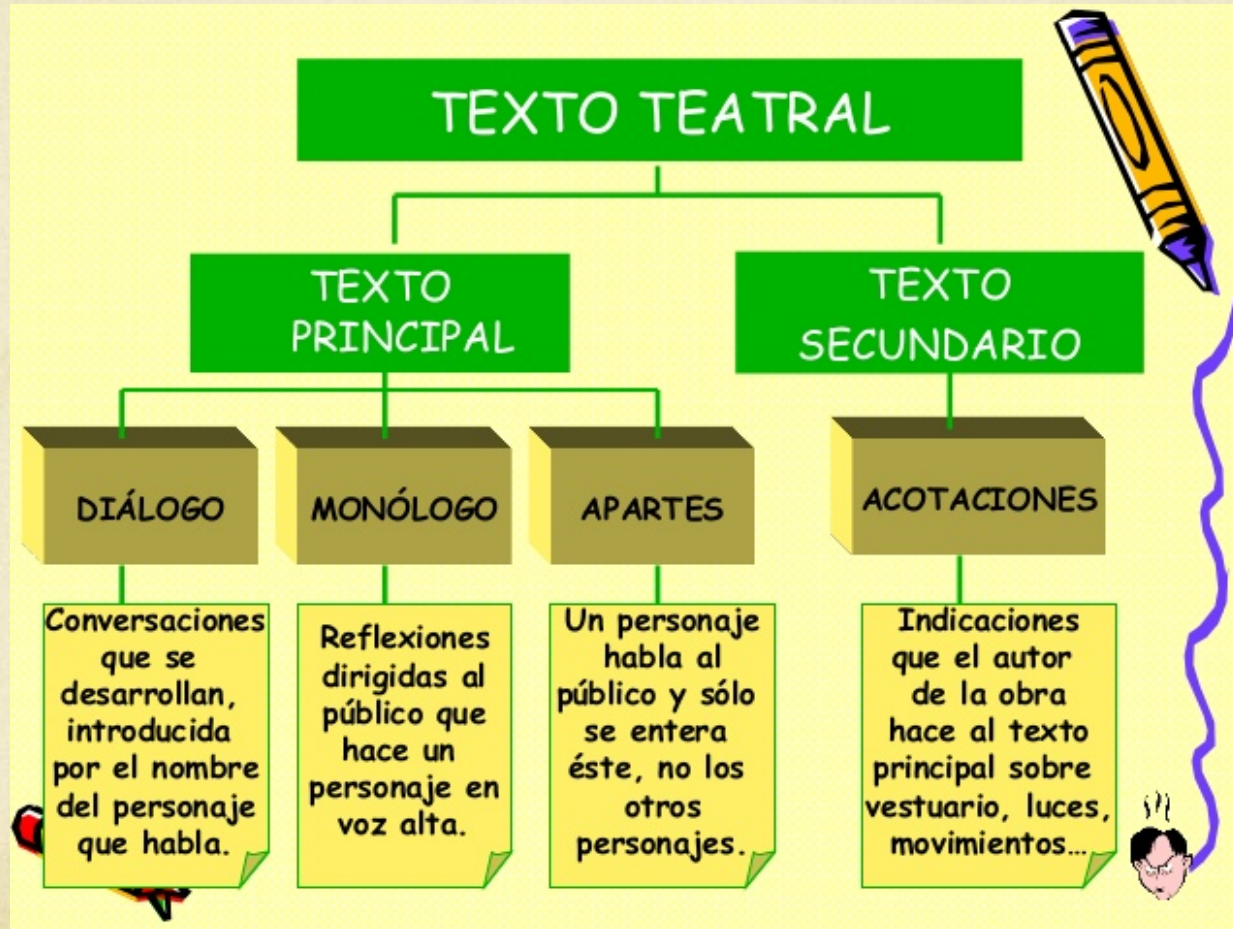 TEXTO TEATRAL
TEXTO
PRINCIPAL
TEXTO
SECUNDARIO
DIÁLOGO
MONÓLOGO
APARTES
ACOTACIONES
Conversaciones
que se
desarrollan,
introducida
por el nombre
del personaje
que habla.
Reflexiones
dirigidas al
público que
hace un
personaje en
voz alta.
Un personaje
habla al
público y sólo
se entera
éste, no los
otros
personajes.
Indicaciones
que el autor
de la obra
hace al texto
principal sobre
vestuario, luces,
movimientos...